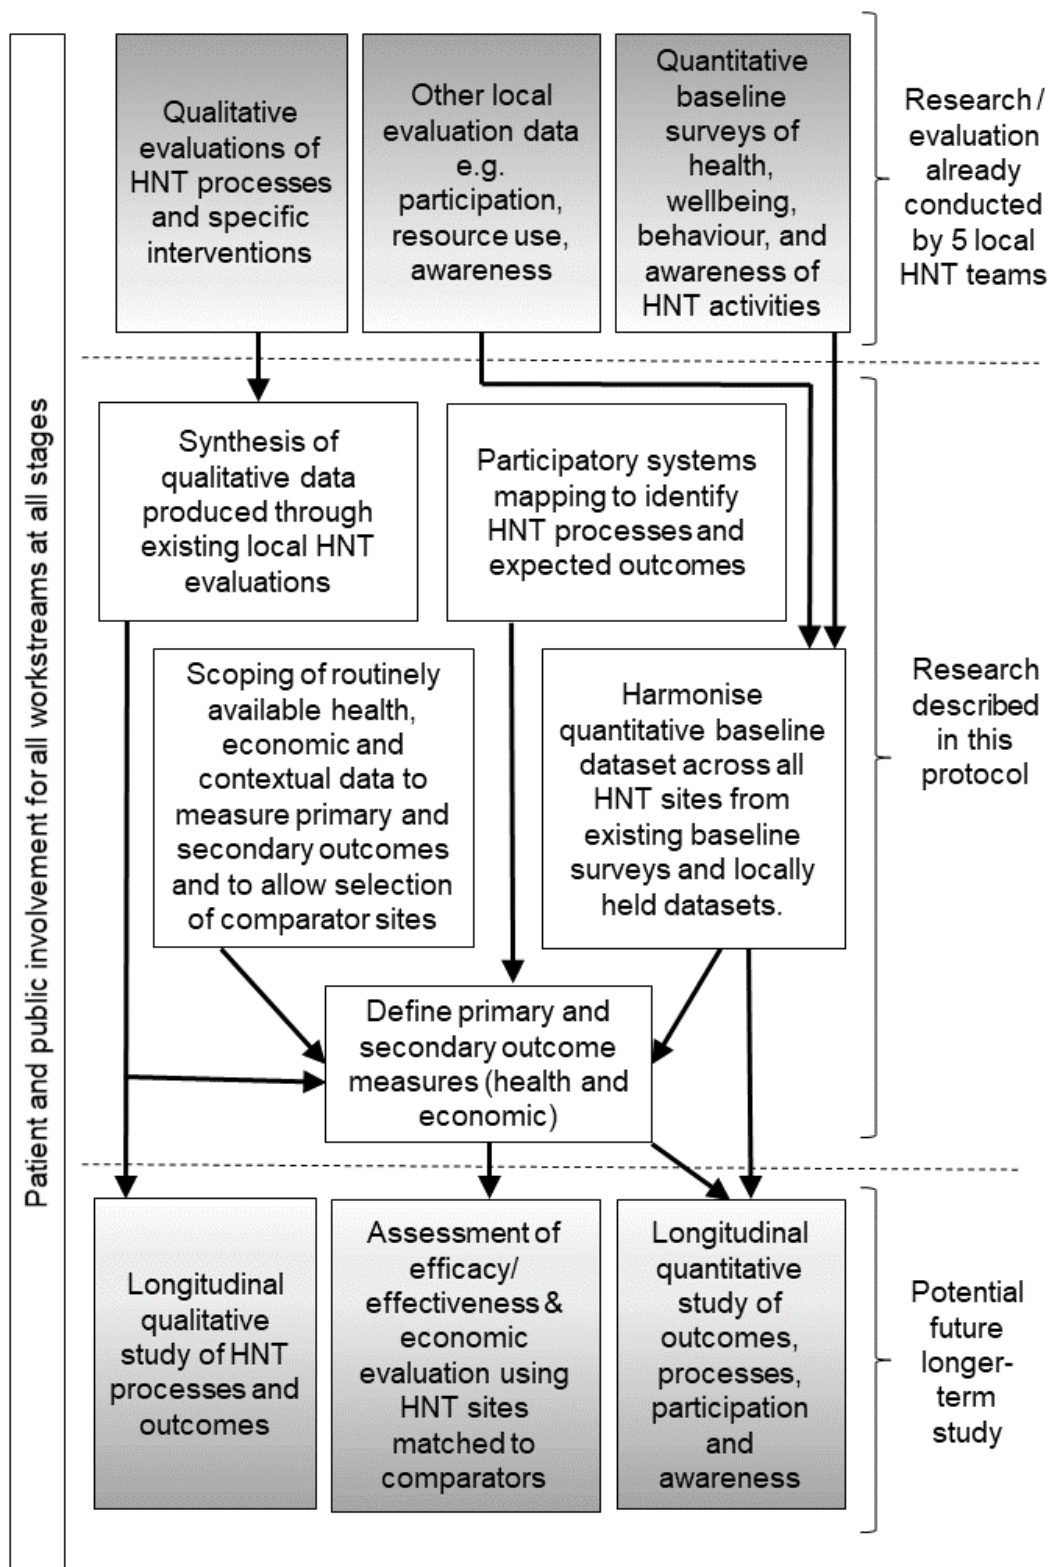 Patient and public involvement for all workstreams at all stages
Qualitative
evaluations of
HNT processes
and specific
interventions
Other local
evaluation data
e.g.
participation,
resource use,
awareness
Quantitative
baseline
surveys of
health,
wellbeing,
behaviour, and
awareness of
HNT activities
Research /
evaluation
already
conducted
by 5 local
HNT teams
Synthesis of
qualitative data
produced through
existing local HNT
evaluations
Participatory systems
mapping to identify
HNT processes and
expected outcomes
Scoping of routinely
available health,
economic and
contextual data to
measure primary and
secondary outcomes
and to allow selection
of comparator sites
Harmonise
quantitative baseline
dataset across all
HNT sites from
existing baseline
surveys and locally
held datasets.
Research
described
in this
protocol
Define primary and
secondary outcome
measures (health and
economic)
Longitudinal
qualitative
study of HNT
processes and
outcomes
Assessment of
efficacy/
effectiveness &
economic
evaluation using
HNT sites
matched to
comparators
Longitudinal
quantitative
study of
outcomes,
processes,
participation
and
awareness
Potential
future
longer-
term
study